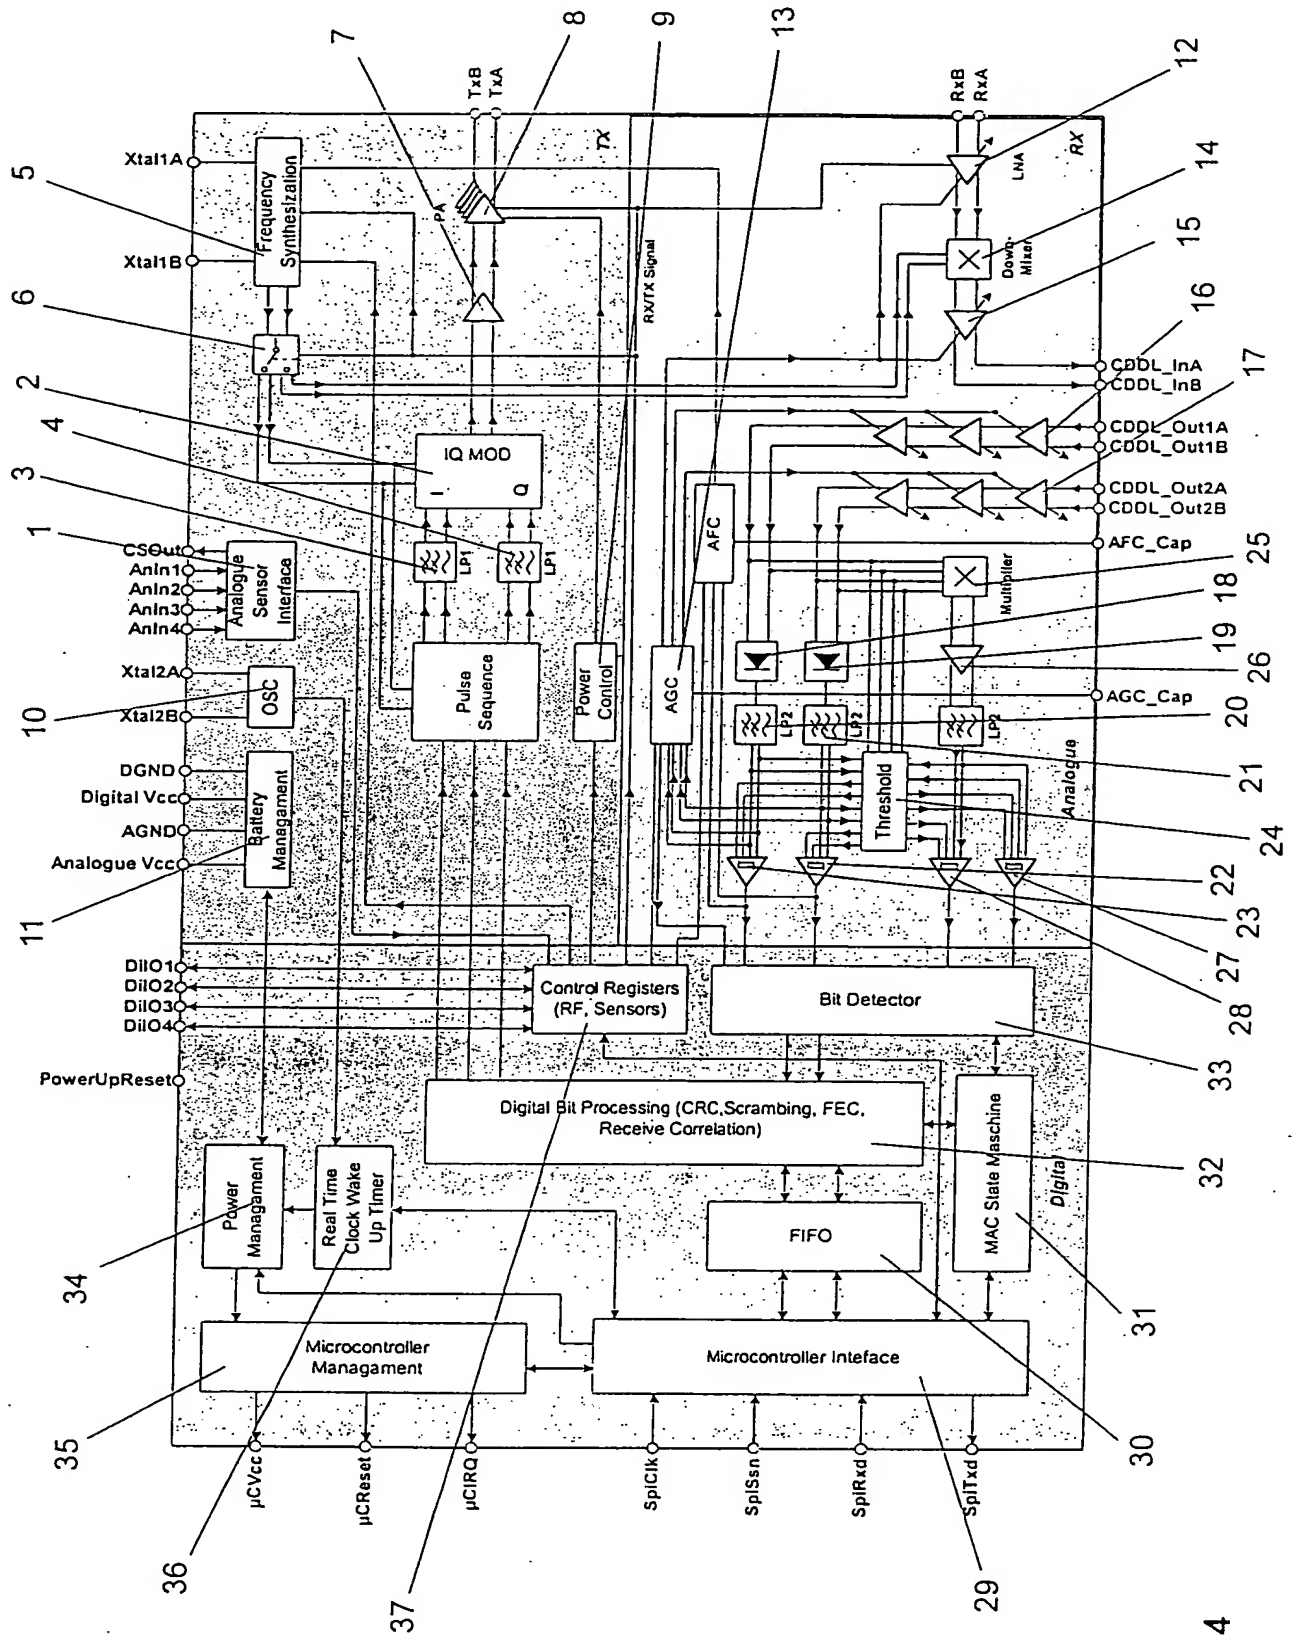 5
6
2
4
3
1
10
11
7
8
9
13
12
14
15
16
17
25
18
19
26
20
21
24
22
23
27
28
33
32
31
30
29
34
35
36
37
Xtal1A
Xtal1B
CSOut
AnIn1
AnIn2
AnIn3
AnIn4
Xtal2A
Xtal2B
DGND
Digital Vcc
AGND
Analogue Vcc
DiIO1
DiIO2
DiIO3
DiIO4
PowerUpReset
TxB
TxA
RxB
RxA
CDDL_InA
CDDL_InB
CDDL_Out1A
CDDL_Out1B
CDDL_Out2A
CDDL_Out2B
AFC_Cap
AGC_Cap
µCVcc
µCReset
µCIRQ
SpiClk
SpiSsn
SpiRxd
SpiTxd
Frequency
Synthesization
PA
TX
RX/TX Signal
IQ MOD
I
Q
LP1
LP1
Analogue
Sensor
Interface
OSC
Battery
Managament
Pulse
Sequence
Power
Control
LNA
RX
Down-
Mixer
AFC
AGC
Multiplier
LP2
LP2
LP2
Threshold
Analogue
Control Registers
(RF, Sensors)
Bit Detector
Digital Bit Processing (CRC,Scrambing, FEC,
Receive Correlation)
MAC State Maschine
Digital
FIFO
Power
Managament
Real Time
Clock Wake
Up Timer
Microcontroller
Managament
Microcontroller Inteface
4